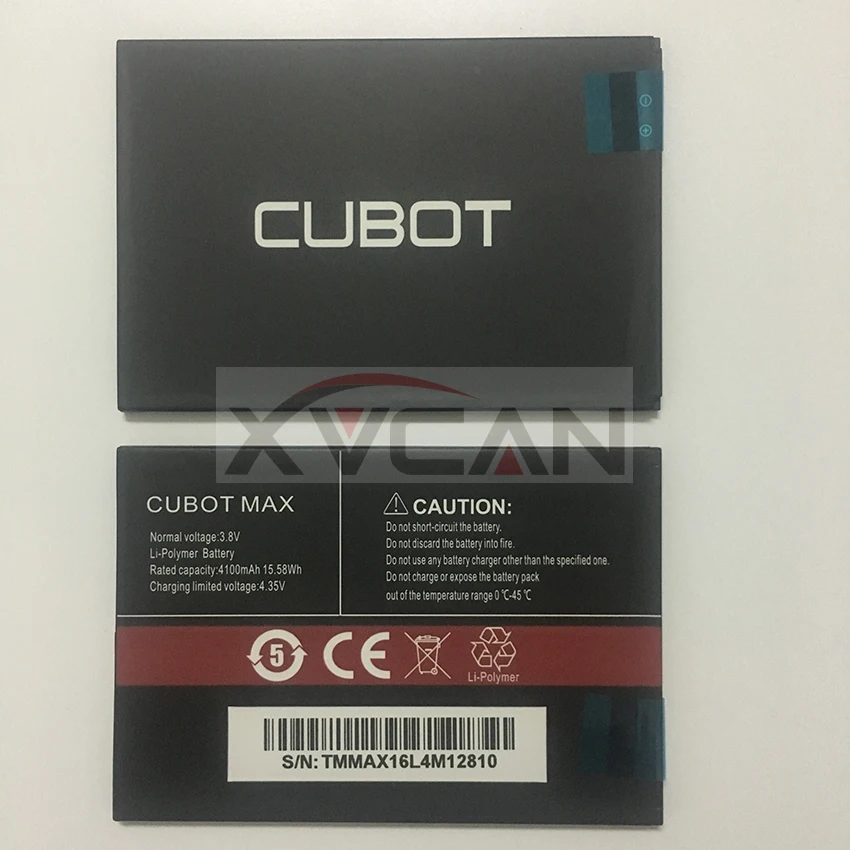 CUBOT
XVCAN
CUBOT MAX
Normal voltage:3.8V
Li-Polymer Battery
Rated capacity:4100mAh 15.58Wh
Charging limited voltage:4.35V
CAUTION:
Do not short-circuit the battery.
Do not discard the battery into fire.
Do not use any battery charger other than the specified one.
Do not charge or expose the battery pack
out of the temperature range 0 ℃-45 ℃
5
CE
Li-Polymer
S/N: TMMAX16L4M12810